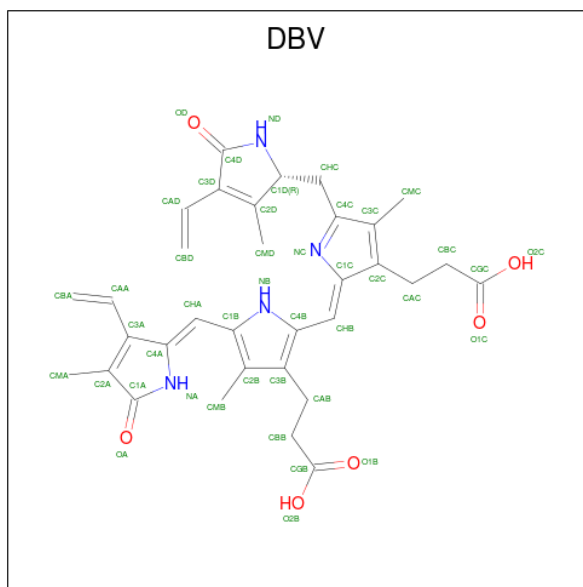 DBV
OD
H
ND
O
N
C4D
CHC
CMC
C3D
C1D(R)
CAD
C2D
C4C
C3C
CBC
O2C
OH
CBD
CMD
N
NC
C1C
C2C
CGC
NB
H
CAC
O
O1C
CBA
CAA
CHA
N
C1B
C4B
CHB
C3A
C4A
CMA
C2A
C1A
NH
NA
C2B
C3B
CMB
CAB
O
OA
CBB
CGB
O
O1B
HO
O2B